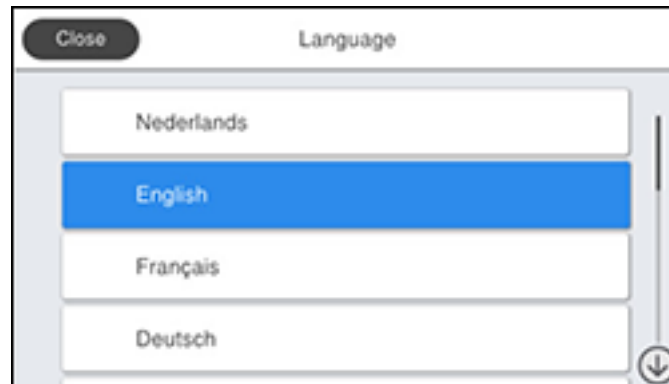 Close
Language
Nederlands
English
Français
Deutsch